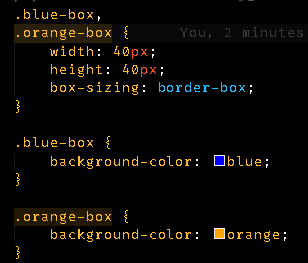 .blue-box,
.orange-box {        You, 2 minutes
    width: 40px;
    height: 40px;
    box-sizing: border-box;
}

.blue-box {
    background-color: blue;
}

.orange-box {
    background-color: orange;
}